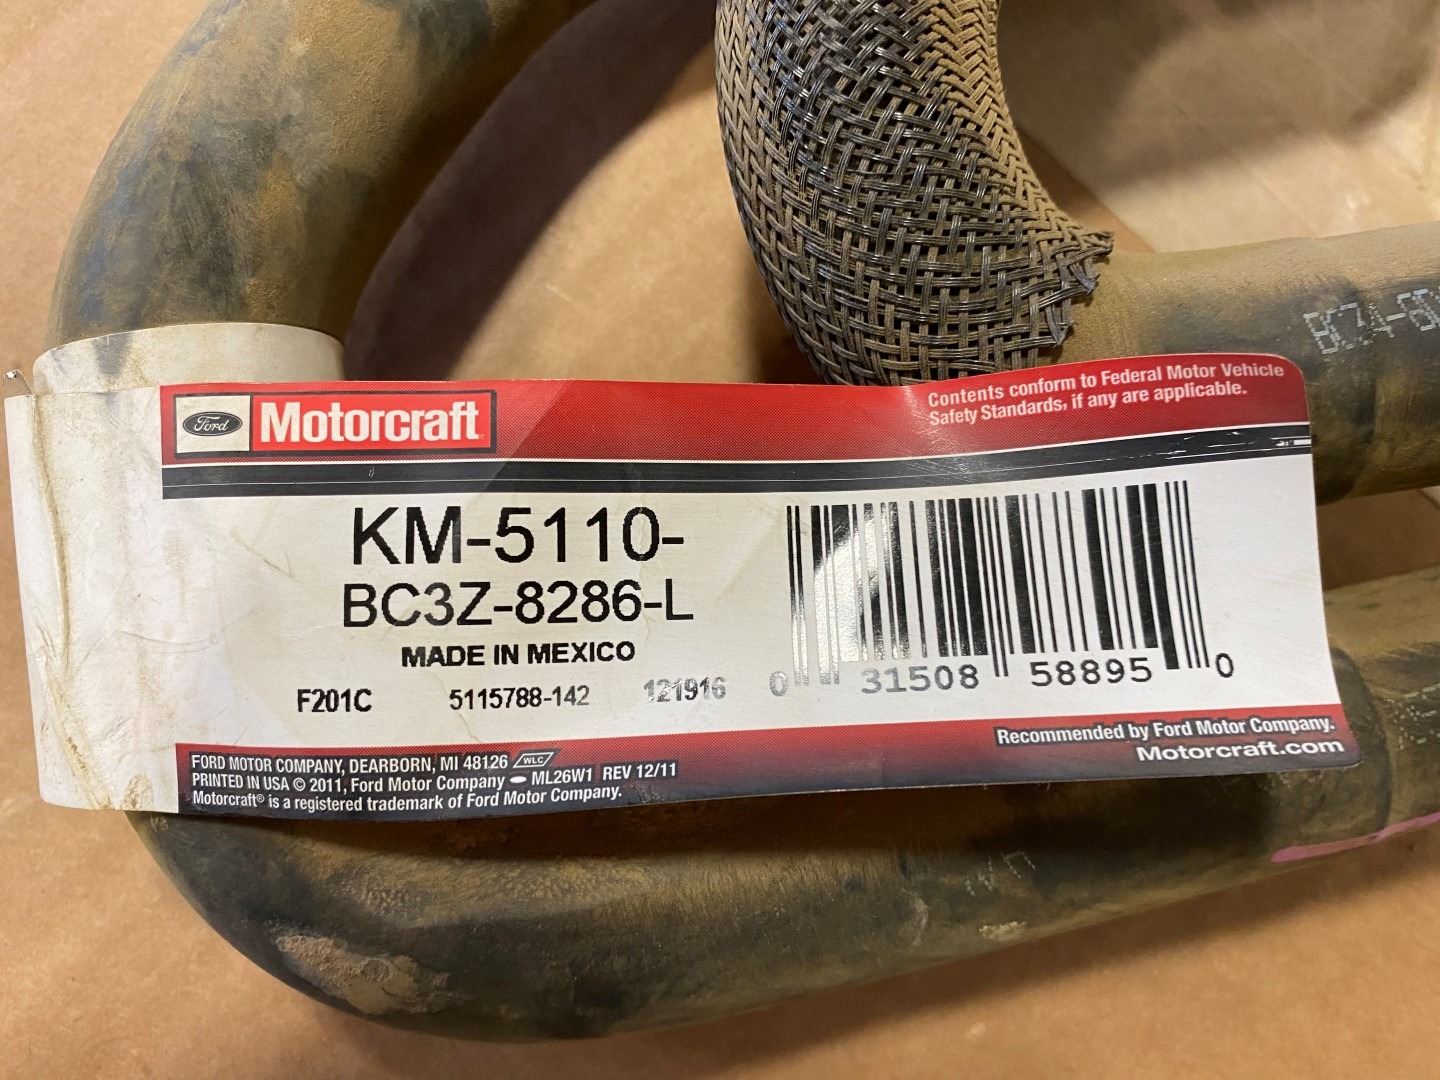 BC34-8
Ford
Motorcraft
Contents conform to Federal Motor Vehicle
Safety Standards, if any are applicable.
KM-5110-
BC3Z-8286-L
MADE IN MEXICO
F201C 5115788-142 121916
0 31508 58895 0
Recommended by Ford Motor Company.
Motorcraft.com
FORD MOTOR COMPANY, DEARBORN, MI 48126 WLC
PRINTED IN USA © 2011, Ford Motor Company ML26W1 REV 12/11
Motorcraft® is a registered trademark of Ford Motor Company.